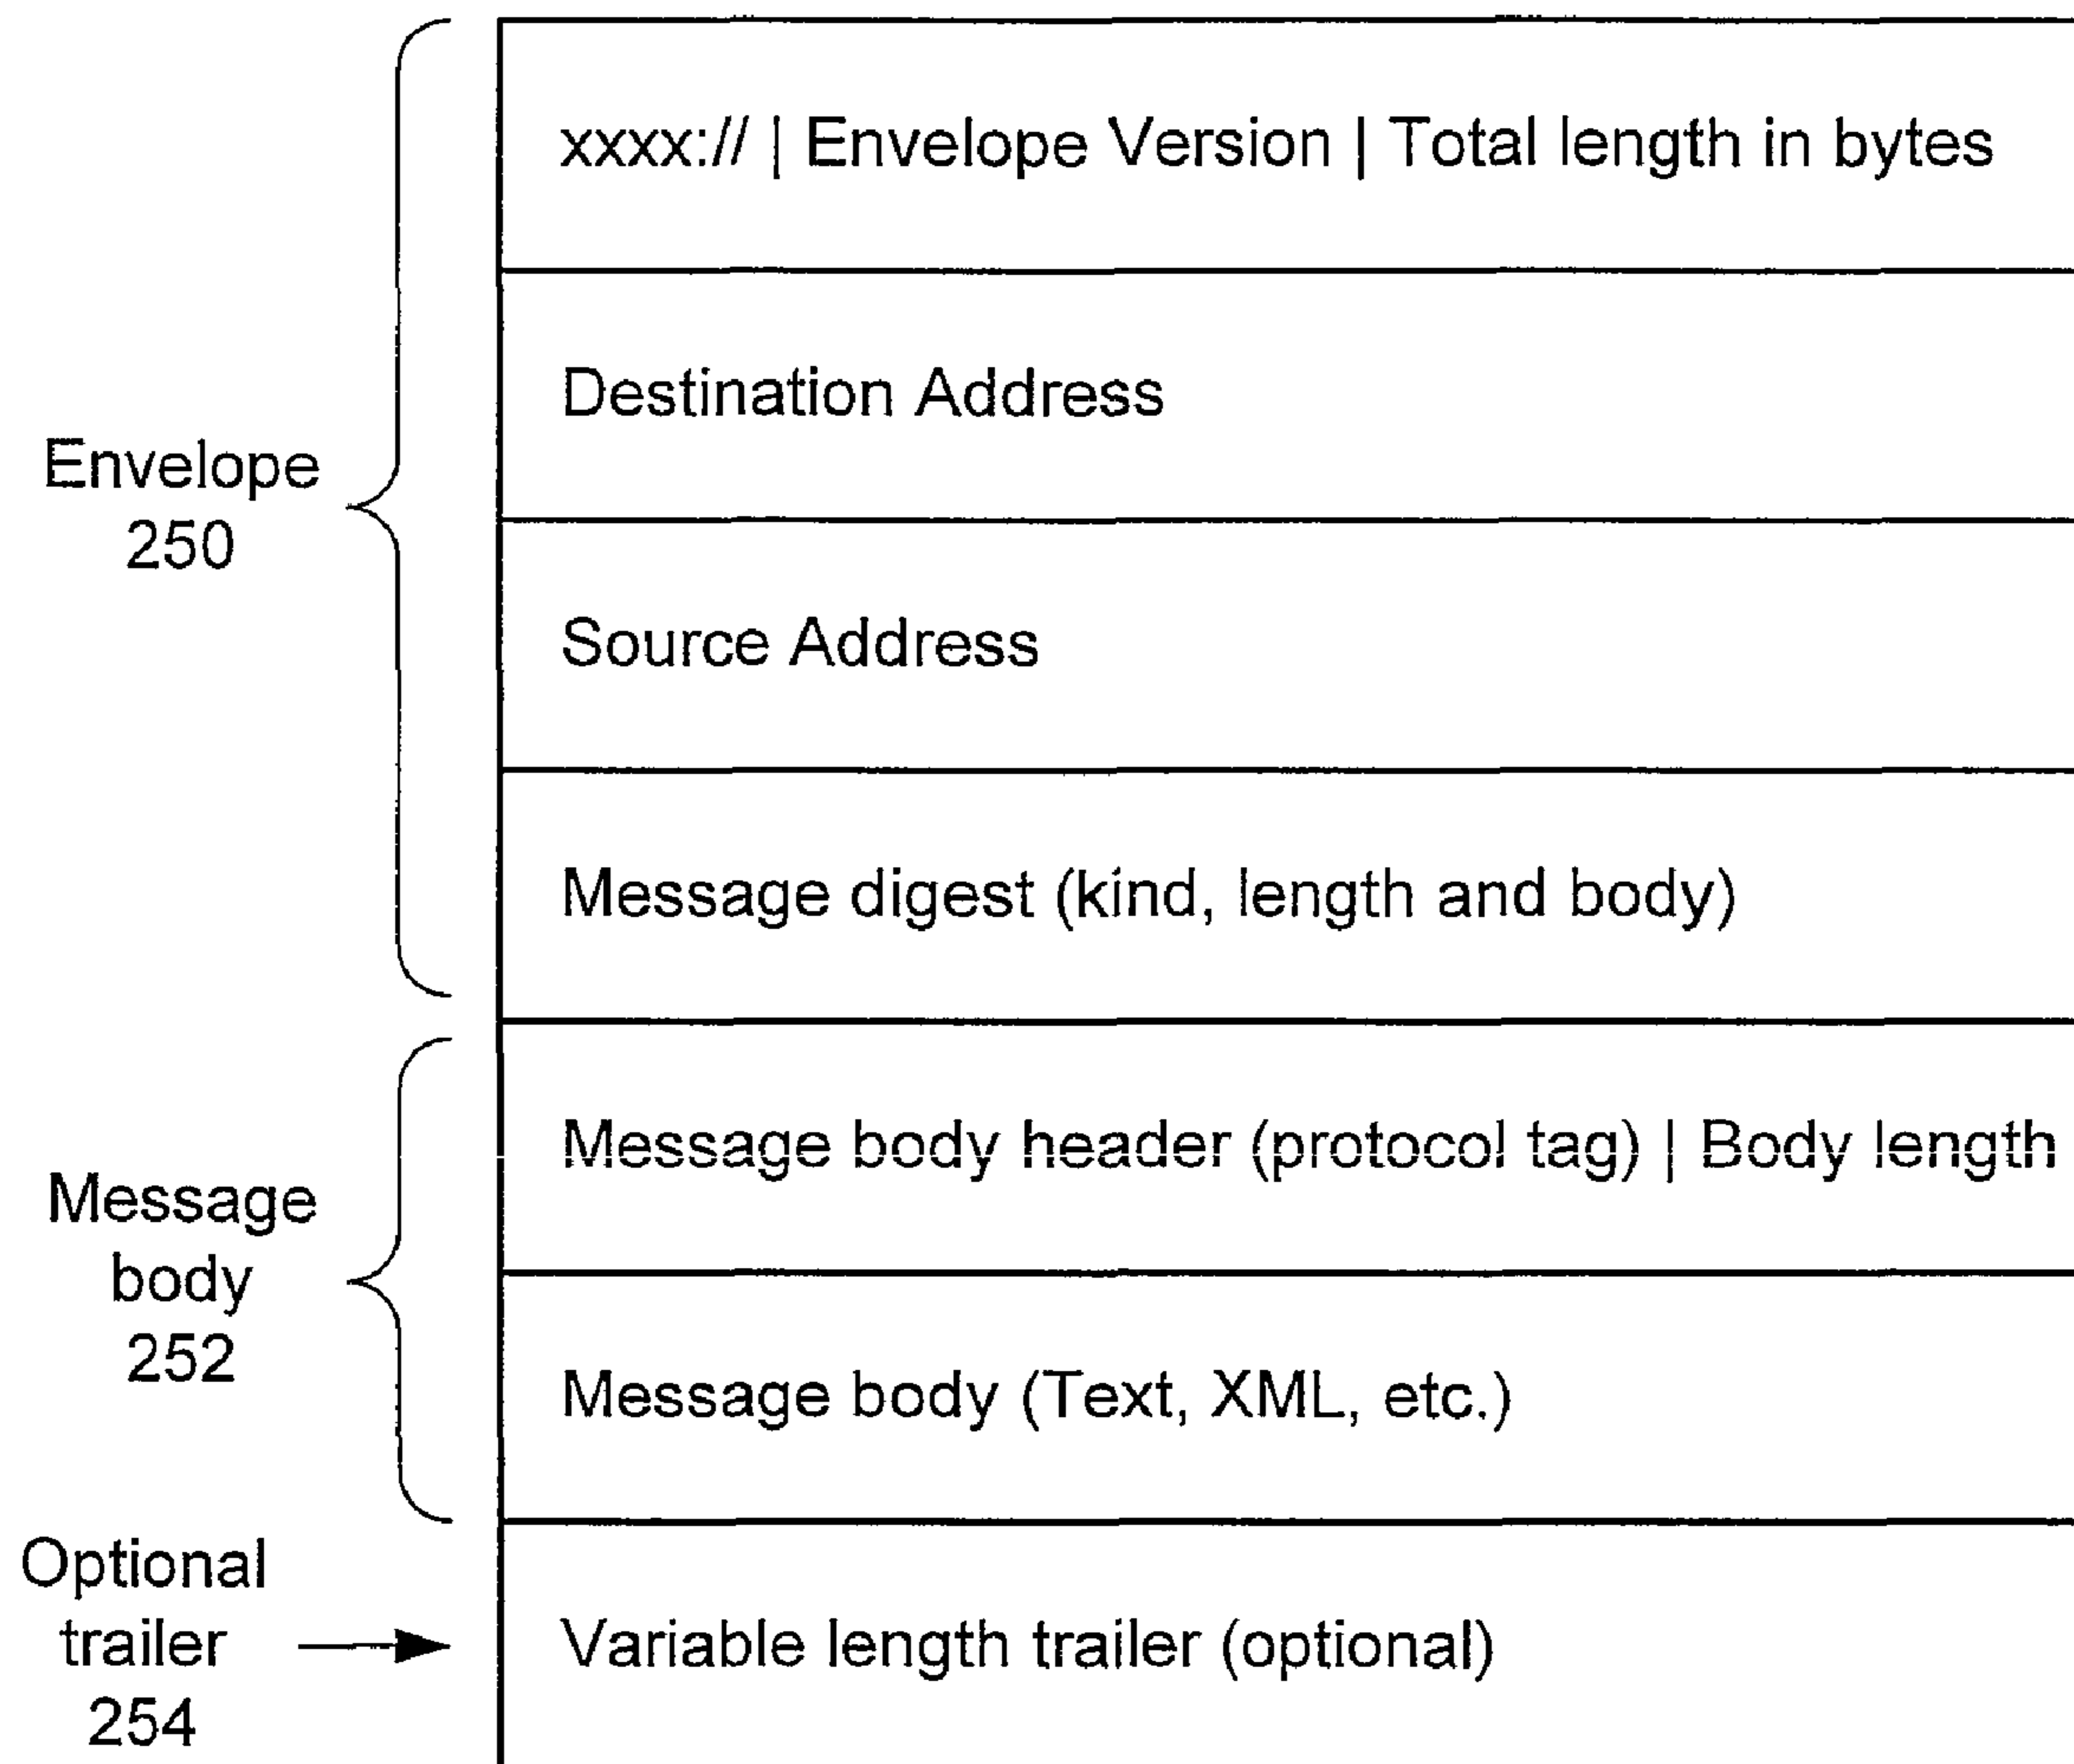 xxxx:// | Envelope Version | Total length in bytes
Destination Address
Envelope
250
Source Address
Message digest (kind, length and body)
Message body header (protocol tag) | Body length
Message
body
252
Message body (Text, XML, etc.)
Optional
trailer
254
Variable length trailer (optional)